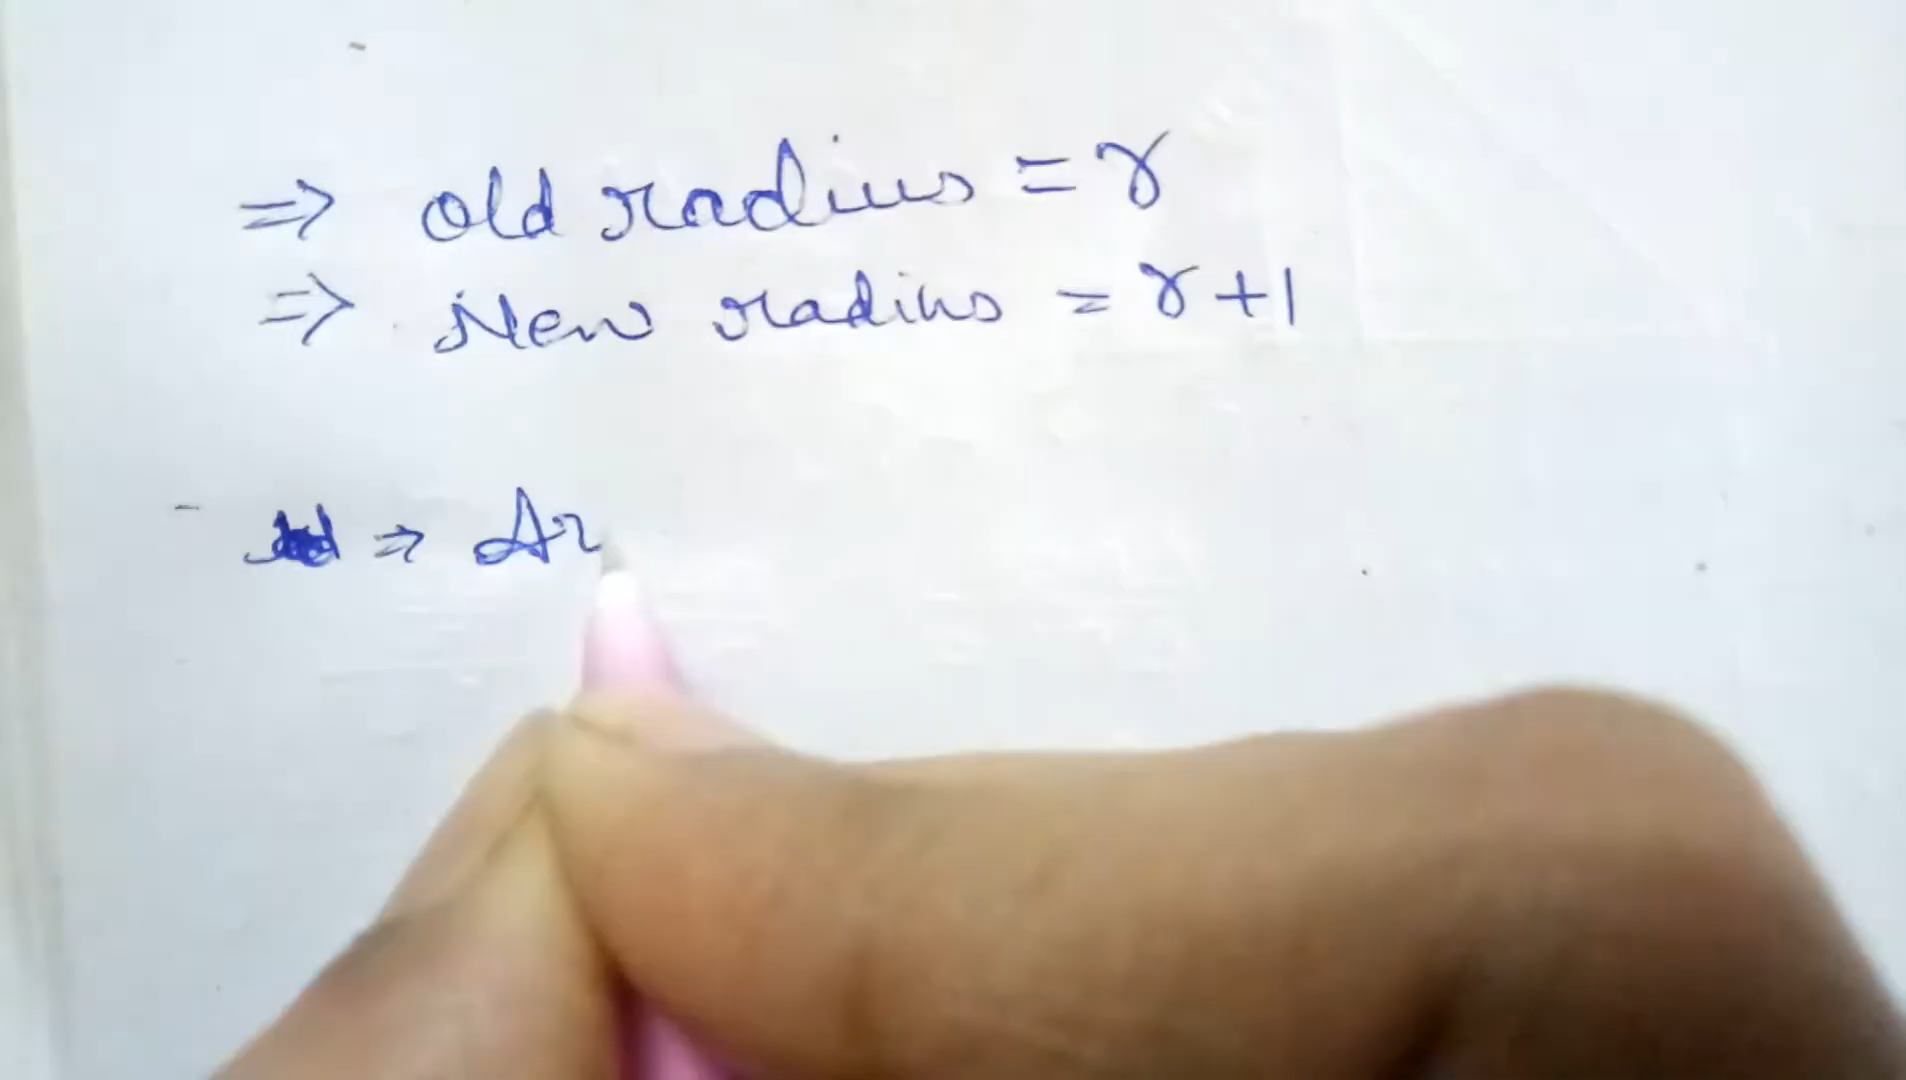 ⇒ old radius = r
⇒ New radius = r+1
⇒ Ar